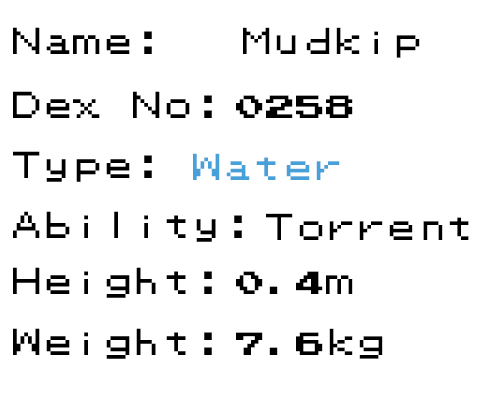 Name: Mudkip
Dex No: 0258
Type: Water
Ability: Torrent
Height: 0.4m
Weight: 7.6kg